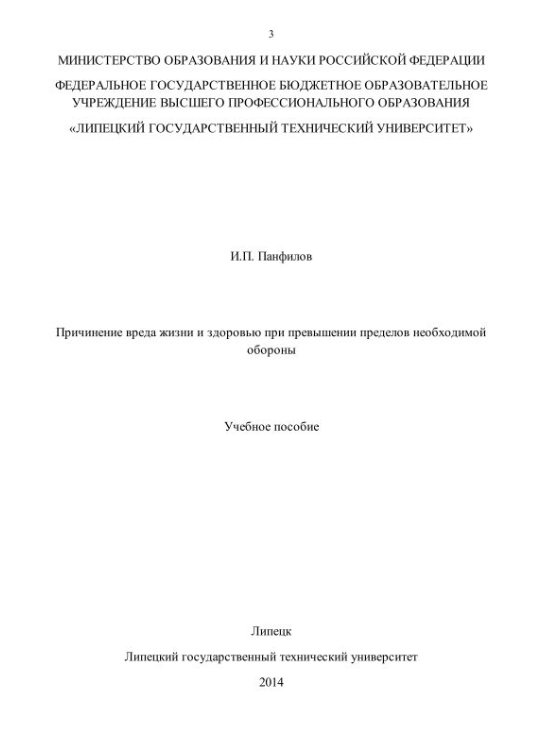 3
МИНИСТЕРСТВО ОБРАЗОВАНИЯ И НАУКИ РОССИЙСКОЙ ФЕДЕРАЦИИ
ФЕДЕРАЛЬНОЕ ГОСУДАРСТВЕННОЕ БЮДЖЕТНОЕ ОБРАЗОВАТЕЛЬНОЕ
УЧРЕЖДЕНИЕ ВЫСШЕГО ПРОФЕССИОНАЛЬНОГО ОБРАЗОВАНИЯ
«ЛИПЕЦКИЙ ГОСУДАРСТВЕННЫЙ ТЕХНИЧЕСКИЙ УНИВЕРСИТЕТ»
И.П. Панфилов
Причинение вреда жизни и здоровью при превышении пределов необходимой
обороны
Учебное пособие
Липецк
Липецкий государственный технический университет
2014